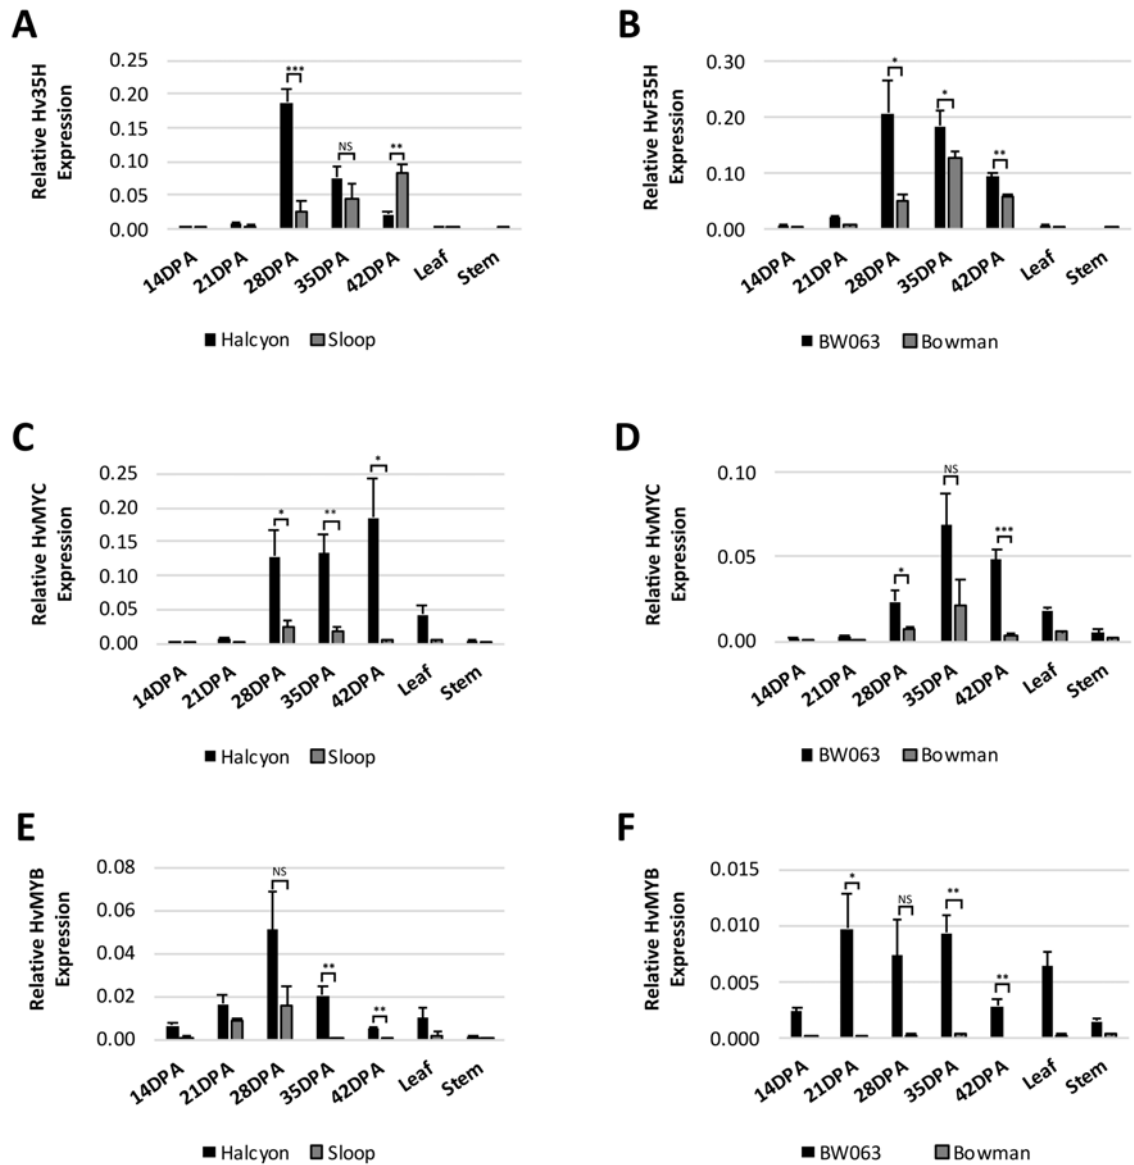 A
Relative Hv35H
Expression
0.25
0.20
0.15
0.10
0.05
0.00
***
NS
**
14DPA 21DPA 28DPA 35DPA 42DPA Leaf Stem
Halcyon Sloop
B
Relative HvF35H
Expression
0.30
0.20
0.10
0.00
*
*
**
14DPA 21DPA 28DPA 35DPA 42DPA Leaf Stem
BW063 Bowman
C
Relative HvMYC
Expression
0.25
0.20
0.15
0.10
0.05
0.00
*
**
*
14DPA 21DPA 28DPA 35DPA 42DPA Leaf Stem
Halcyon Sloop
D
Relative HvMYC
Expression
0.10
0.05
0.00
*
NS
***
14DPA 21DPA 28DPA 35DPA 42DPA Leaf Stem
BW063 Bowman
E
Relative HvMYB
Expression
0.08
0.06
0.04
0.02
0.00
NS
**
**
14DPA 21DPA 28DPA 35DPA 42DPA Leaf Stem
Halcyon Sloop
F
Relative HvMYB
Expression
0.015
0.010
0.005
0.000
*
NS
**
**
14DPA 21DPA 28DPA 35DPA 42DPA Leaf Stem
BW063 Bowman